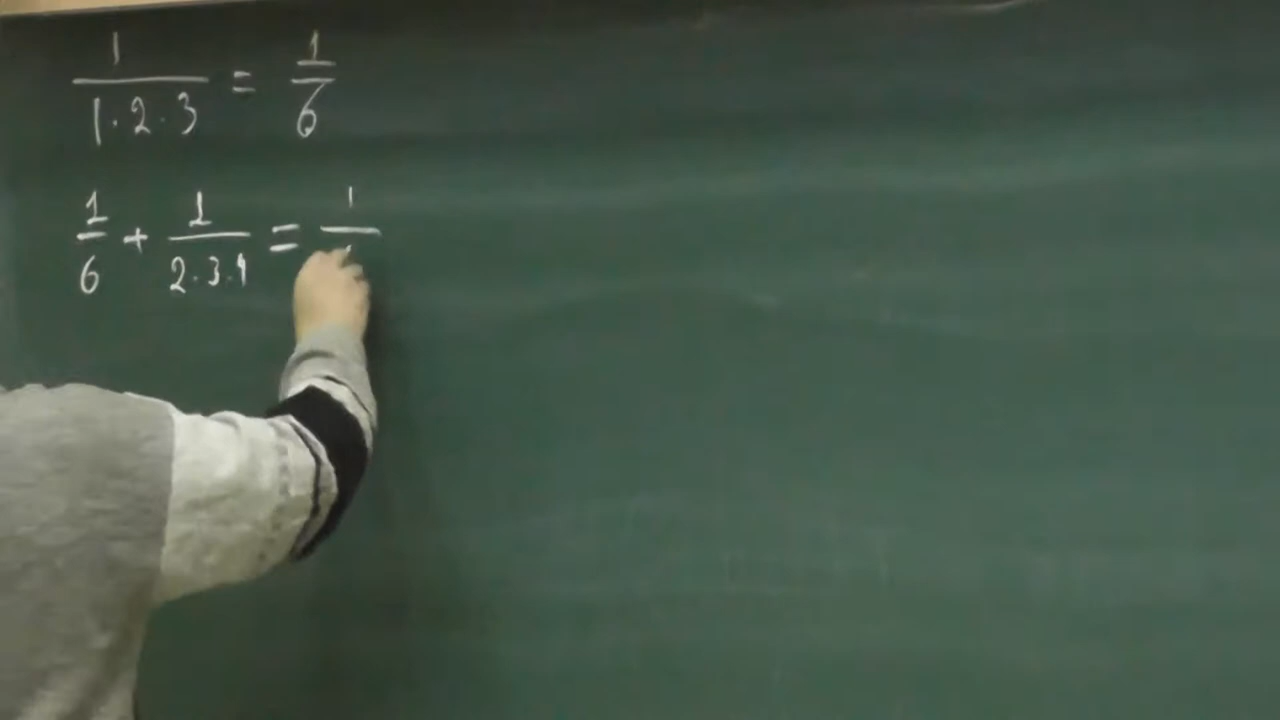 1/(1·2·3) = 1/6
1/6 + 1/(2·3·4) = 1/